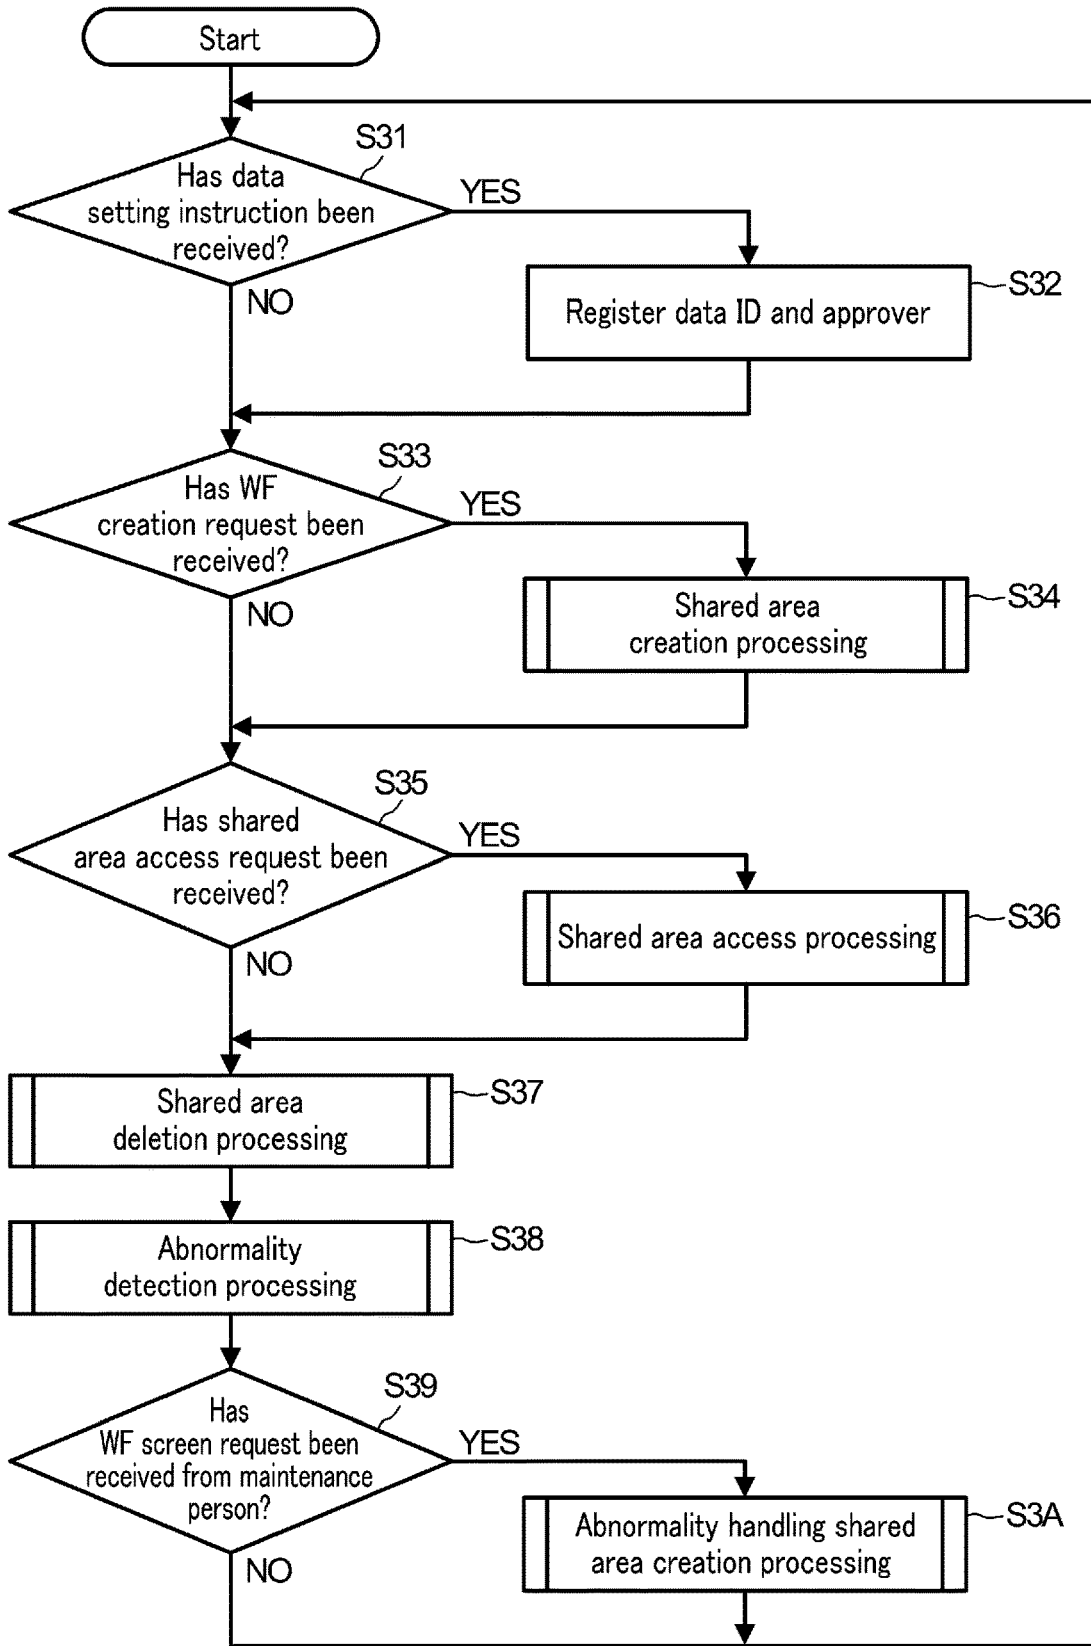 Start
S31
Has data
setting instruction been
received?
YES
NO
S32
Register data ID and approver
S33
Has WF
creation request been
received?
YES
NO
S34
Shared area
creation processing
S35
Has shared
area access request been
received?
YES
NO
S36
Shared area access processing
S37
Shared area
deletion processing
S38
Abnormality
detection processing
S39
Has
WF screen request been
received from maintenance
person?
YES
NO
S3A
Abnormality handling shared
area creation processing